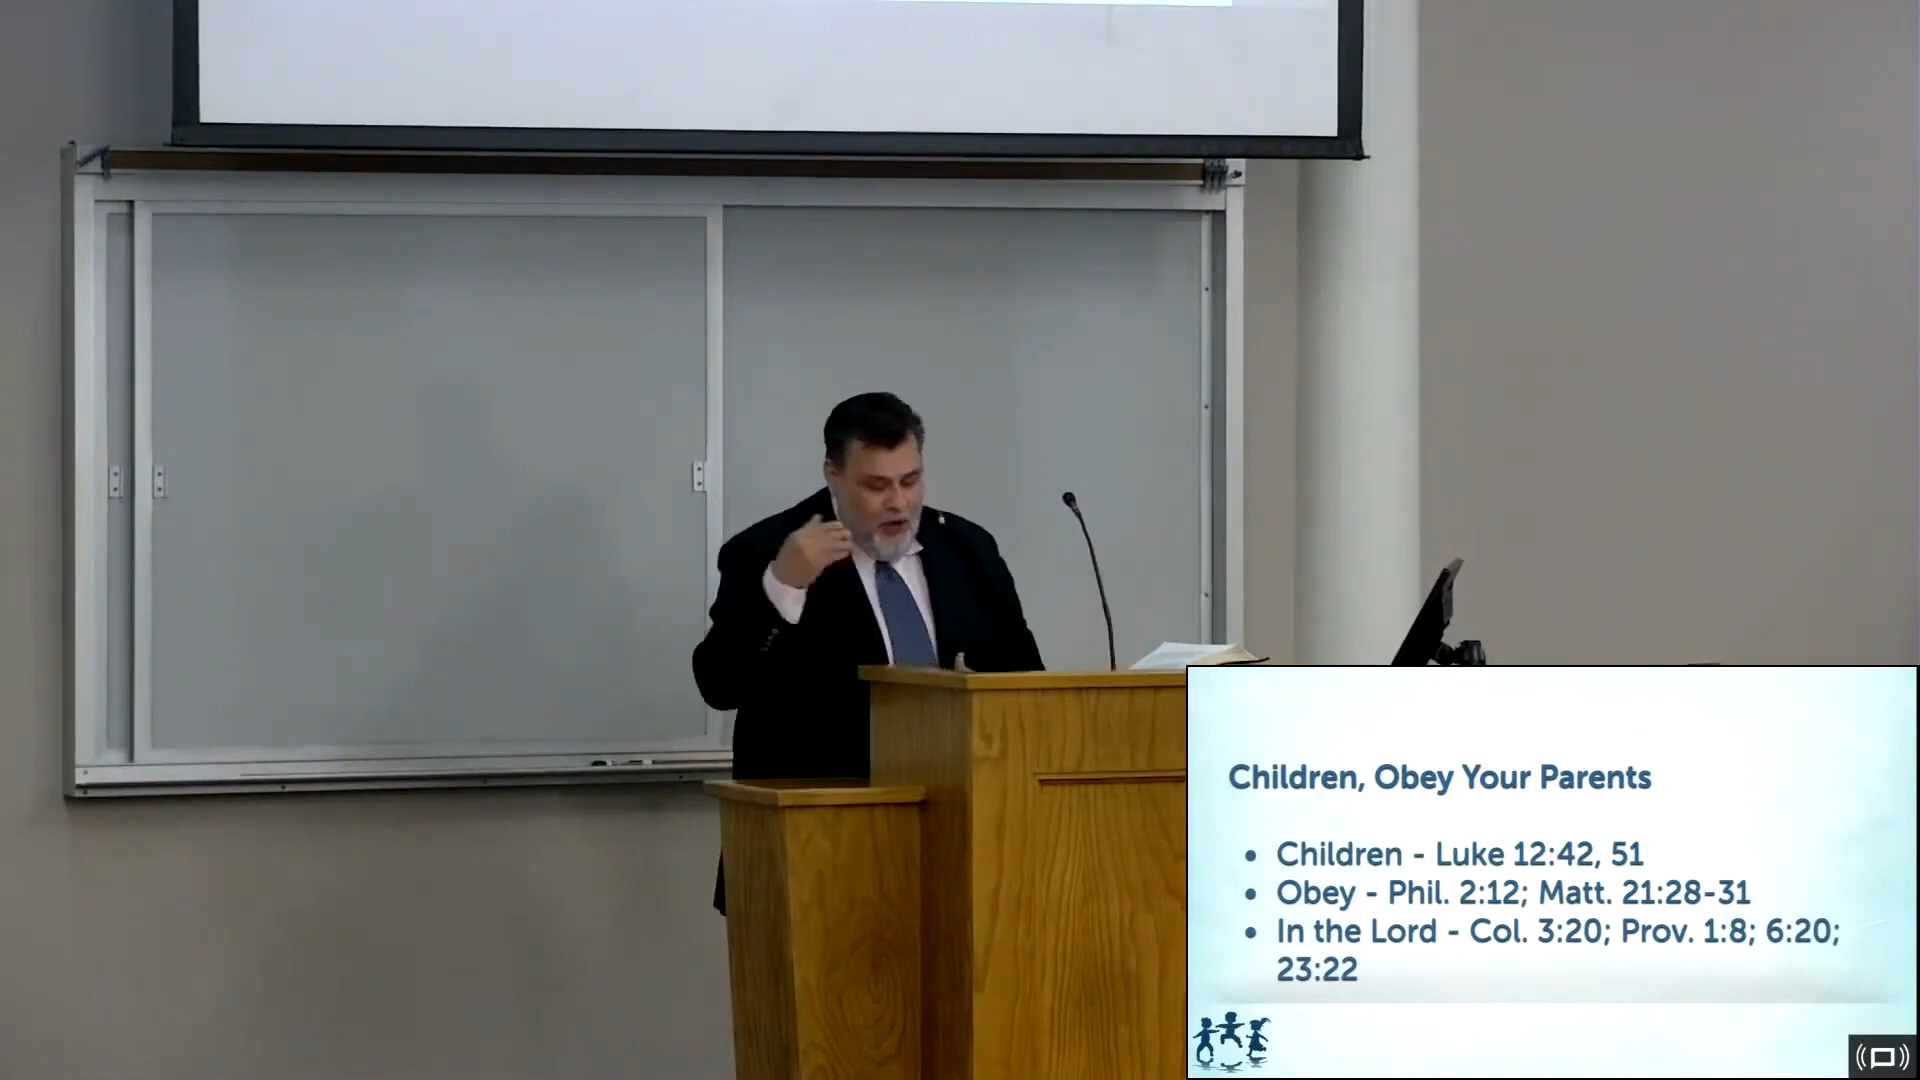 Children, Obey Your Parents
• Children - Luke 12:42, 51
• Obey - Phil. 2:12; Matt. 21:28-31
• In the Lord - Col. 3:20; Prov. 1:8; 6:20;
23:22